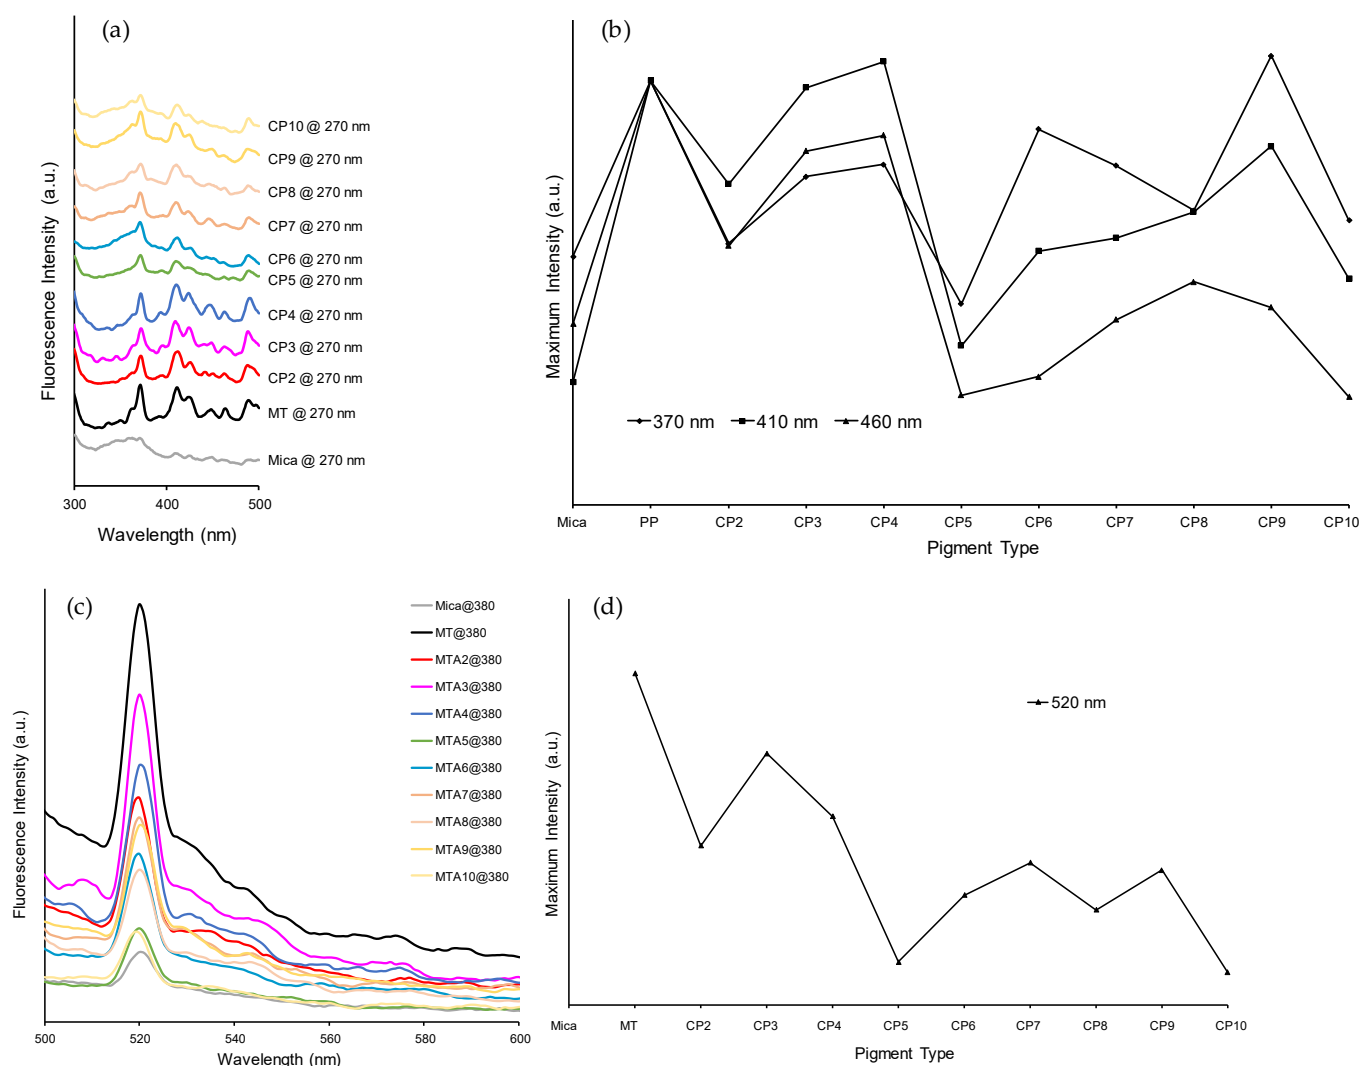 (a)
Fluorescence Intensity (a.u.)
CP10 @ 270 nm
CP9 @ 270 nm
CP8 @ 270 nm
CP7 @ 270 nm
CP6 @ 270 nm
CP5 @ 270 nm
CP4 @ 270 nm
CP3 @ 270 nm
CP2 @ 270 nm
MT @ 270 nm
Mica @ 270 nm
300 400 500
Wavelength (nm)
(b)
Maximum Intensity (a.u.)
370 nm 410 nm 460 nm
Mica PP CP2 CP3 CP4 CP5 CP6 CP7 CP8 CP9 CP10
Pigment Type
(c)
Fluorescence Intensity (a.u.)
Mica@380
MT@380
MTA2@380
MTA3@380
MTA4@380
MTA5@380
MTA6@380
MTA7@380
MTA8@380
MTA9@380
MTA10@380
500 520 540 560 580 600
Wavelength (nm)
(d)
Maximum Intensity (a.u.)
520 nm
Mica MT CP2 CP3 CP4 CP5 CP6 CP7 CP8 CP9 CP10
Pigment Type